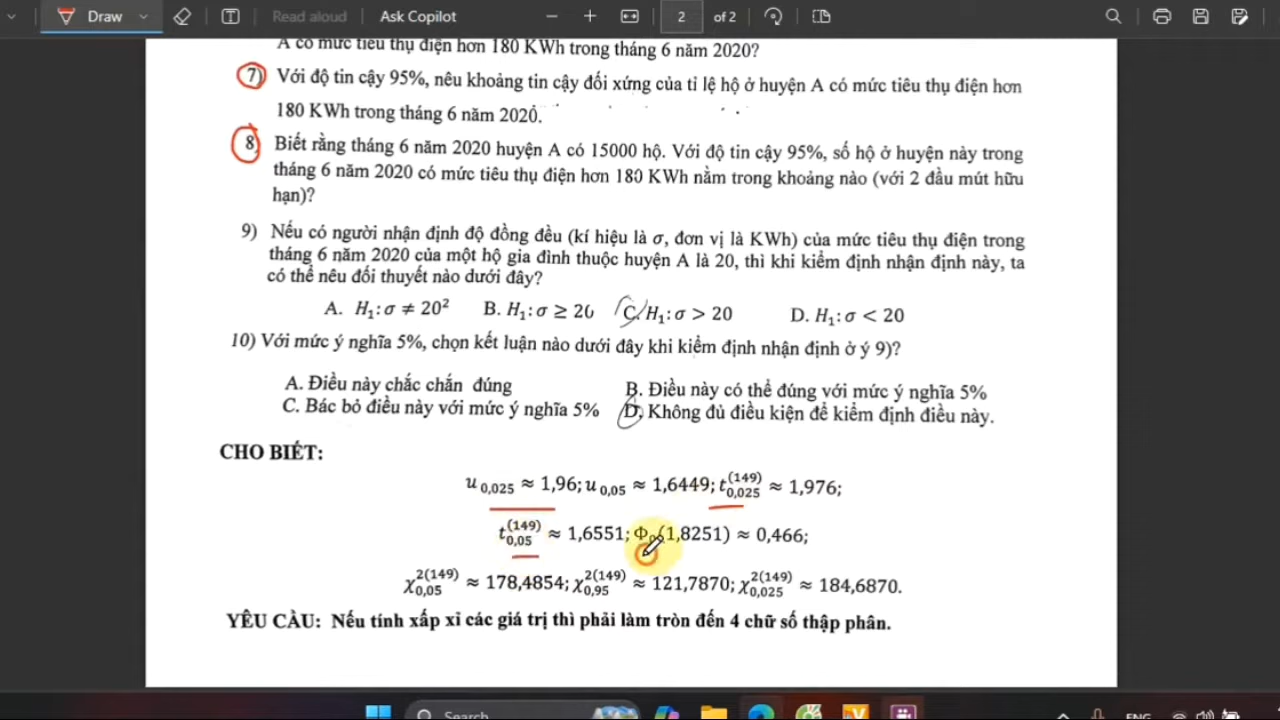 Draw
Read aloud
Ask Copilot
2
of 2
A có mức tiêu thụ điện hơn 180 KWh trong tháng 6 năm 2020?
7) Với độ tin cậy 95%, nêu khoảng tin cậy đối xứng của tỉ lệ hộ ở huyện A có mức tiêu thụ điện hơn
180 KWh trong tháng 6 năm 2020.
8) Biết rằng tháng 6 năm 2020 huyện A có 15000 hộ. Với độ tin cậy 95%, số hộ ở huyện này trong
tháng 6 năm 2020 có mức tiêu thụ điện hơn 180 KWh nằm trong khoảng nào (với 2 đầu mút hữu
hạn)?
9) Nếu có người nhận định độ đồng đều (kí hiệu là σ, đơn vị là KWh) của mức tiêu thụ điện trong
tháng 6 năm 2020 của một hộ gia đình thuộc huyện A là 20, thì khi kiểm định nhận định này, ta
có thể nêu đối thuyết nào dưới đây?
A. H₁: σ ≠ 20² B. H₁: σ ≥ 20 C. H₁: σ > 20 D. H₁: σ < 20
10) Với mức ý nghĩa 5%, chọn kết luận nào dưới đây khi kiểm định nhận định ở ý 9)?
A. Điều này chắc chắn đúng B. Điều này có thể đúng với mức ý nghĩa 5%
C. Bác bỏ điều này với mức ý nghĩa 5% D. Không đủ điều kiện để kiểm định điều này.
CHO BIẾT:
u 0,025 ≈ 1,96; u 0,05 ≈ 1,6449; t 0,025 (149) ≈ 1,976;
t 0,05 (149) ≈ 1,6551; Φ₀(1,8251) ≈ 0,466;
χ 0,05 2(149) ≈ 178,4854; χ 0,95 2(149) ≈ 121,7870; χ 0,025 2(149) ≈ 184,6870.
YÊU CẦU: Nếu tính xấp xỉ các giá trị thì phải làm tròn đến 4 chữ số thập phân.
Search
ENG